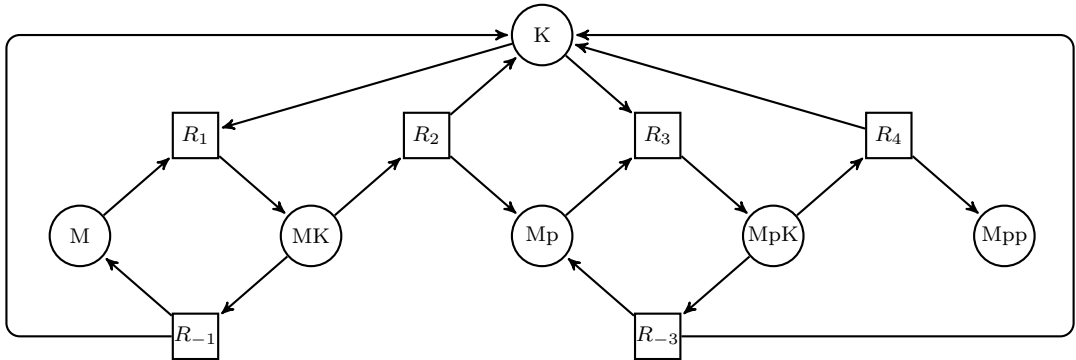 K
R₁ R₂ R₃ R₄
M MK Mp MpK Mpp
R₋₁ R₋₃